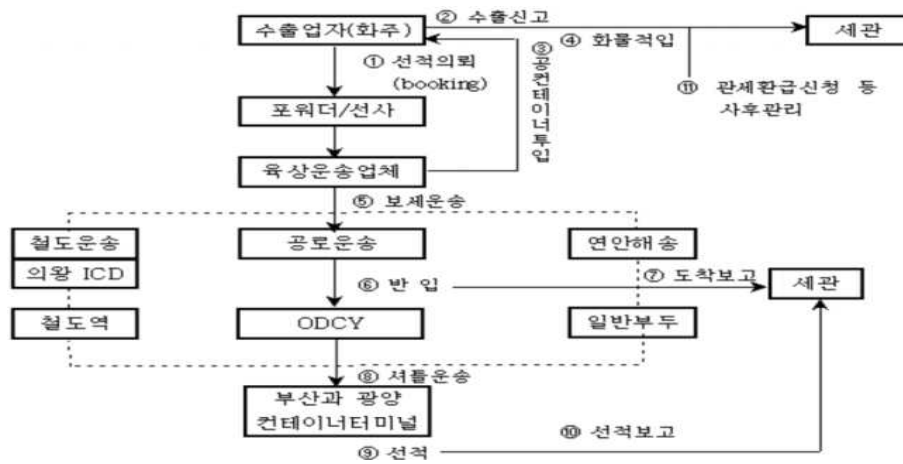 ② 수출신고
수출업자(화주)
세관
④ 화물적입
① 선적의뢰
(booking)
③ 공컨테이너투입
⑪ 관세환급신청 등
사후관리
포워더/선사
육상운송업체
⑤ 보세운송
철도운송
공로운송
연안해송
의왕 ICD
⑥ 반 입
⑦ 도착보고
세관
철도역
ODCY
일반부두
⑧ 셔틀운송
부산과 광양
컨테이너터미널
⑨ 선적
⑩ 선적보고